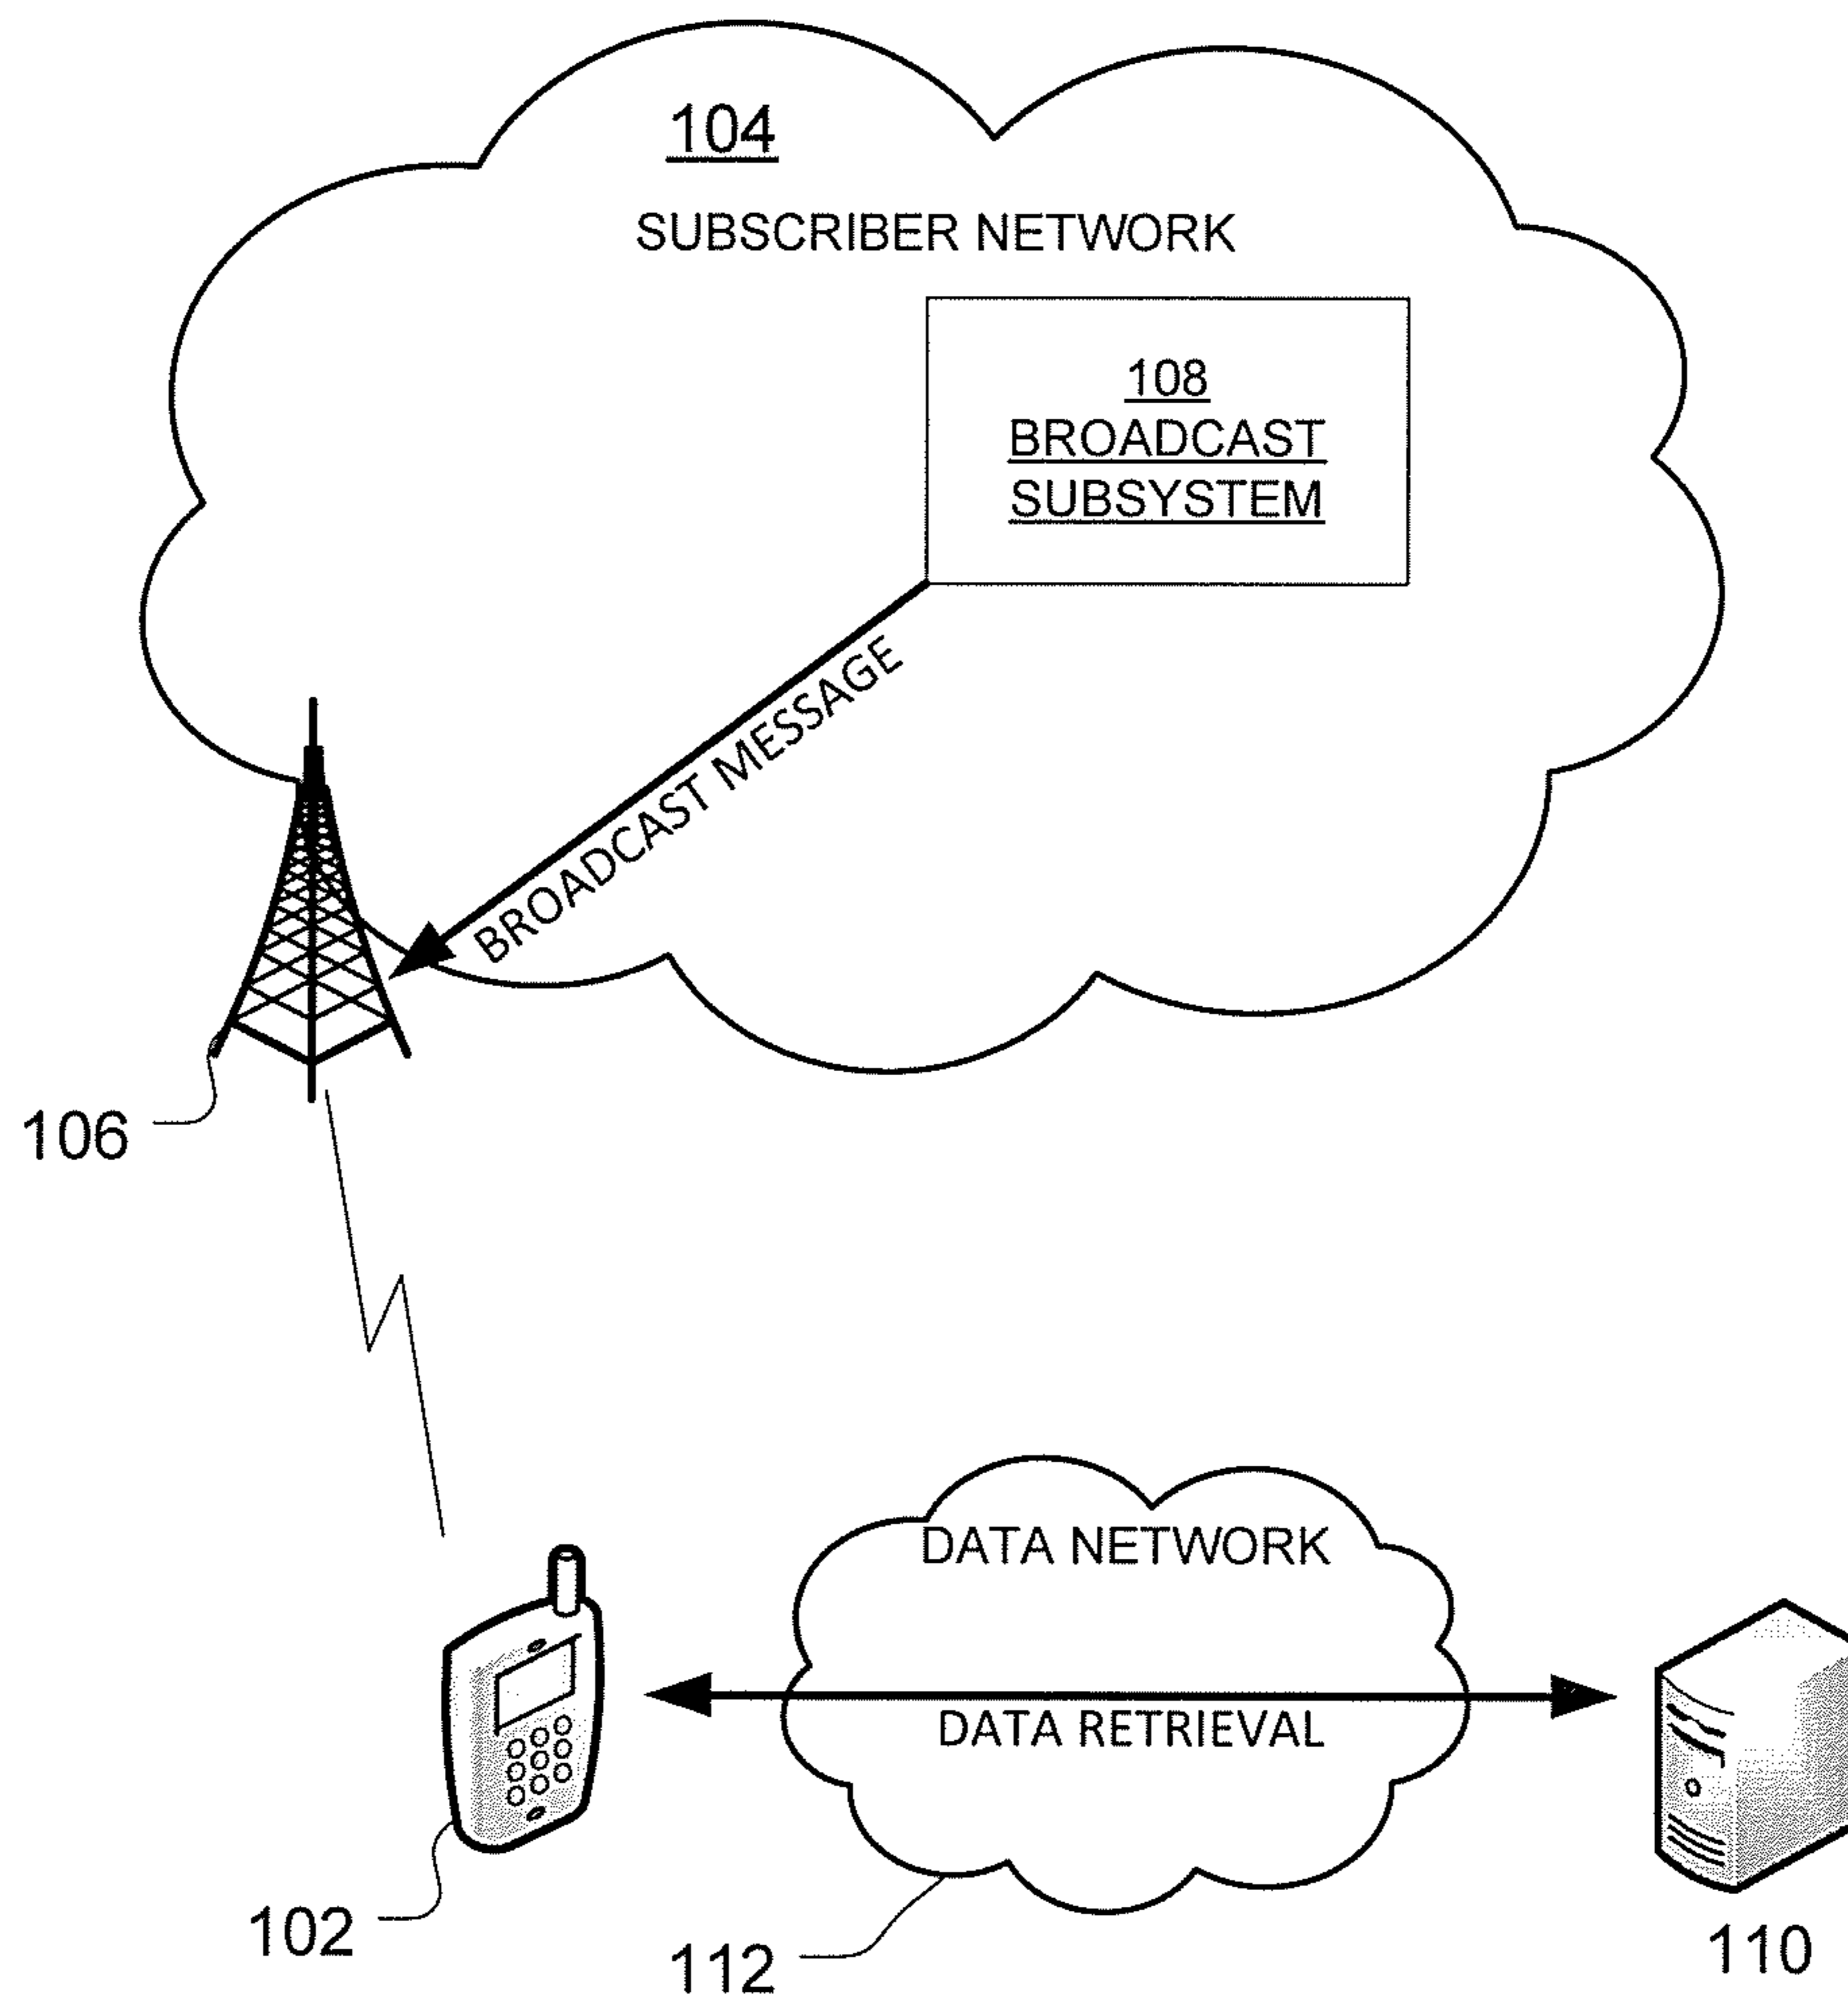 104
SUBSCRIBER NETWORK
108
BROADCAST
SUBSYSTEM
BROADCAST MESSAGE
106
DATA NETWORK
DATA RETRIEVAL
102
112
110